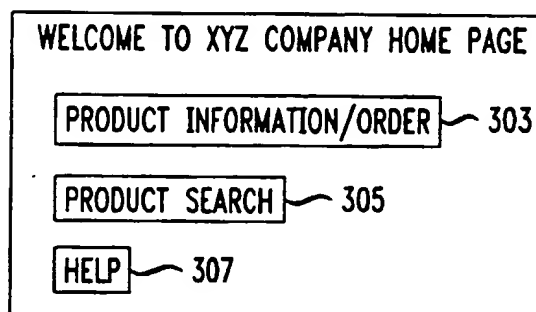 WELCOME TO XYZ COMPANY HOME PAGE
PRODUCT INFORMATION/ORDER 303
PRODUCT SEARCH 305
HELP 307